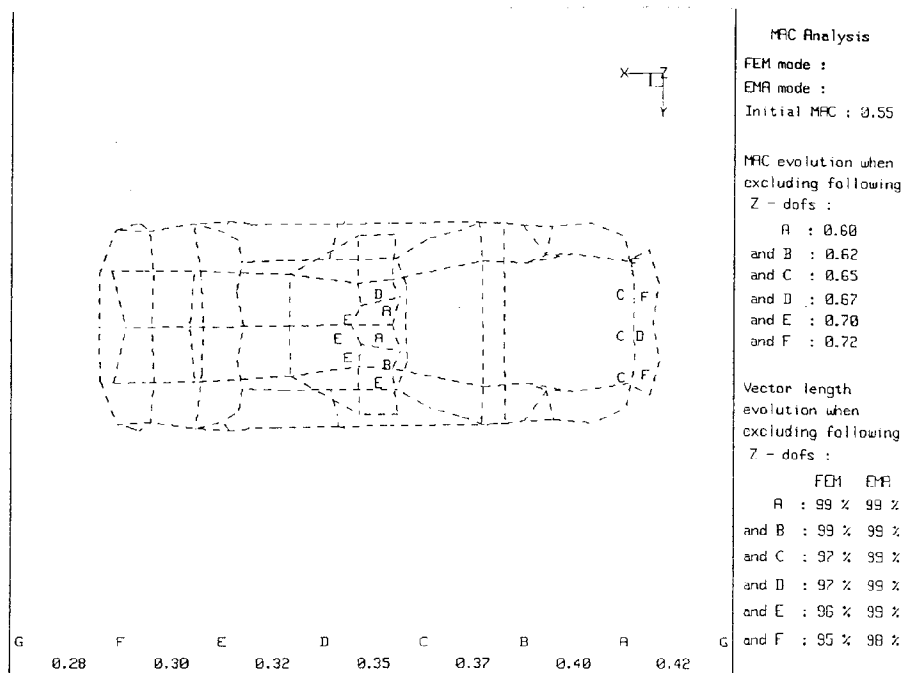 MAC Analysis
FEM mode :
EMA mode :
Initial MAC : 0.55
MAC evolution when
excluding following
Z - dofs :
A : 0.60
and B : 0.62
and C : 0.65
and D : 0.67
and E : 0.70
and F : 0.72
Vector length
evolution when
excluding following
Z - dofs :
FEM EMA
A : 99 % 99 %
and B : 99 % 99 %
and C : 97 % 99 %
and D : 97 % 99 %
and E : 96 % 99 %
and F : 95 % 98 %
X Z
Y
D
C F
A
E
E A C D
E
B
C F
E
G F E D C B A G
0.28 0.30 0.32 0.35 0.37 0.40 0.42